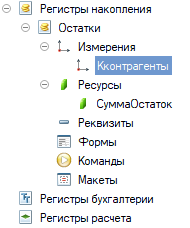 Регистры накопления
Остатки
Измерения
Кконтрагенты
Ресурсы
СуммаОстаток
Реквизиты
Формы
Команды
Макеты
Регистры бухгалтерии
Регистры расчета